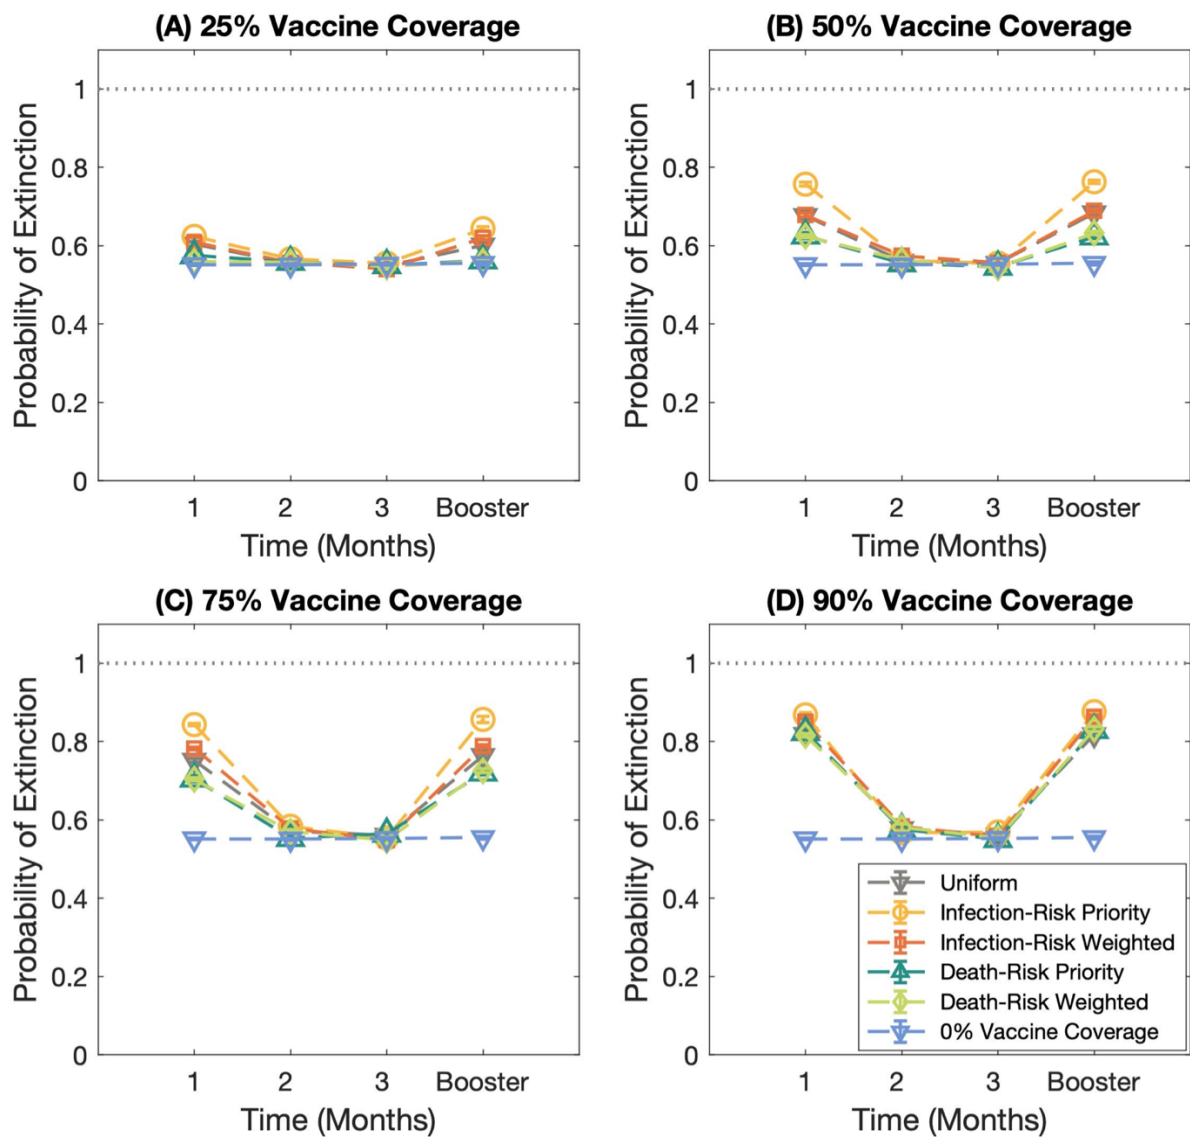 (A) 25% Vaccine Coverage
Probability of Extinction
1
0.8
0.6
0.4
0.2
0
1 2 3 Booster
Time (Months)
(B) 50% Vaccine Coverage
Probability of Extinction
1
0.8
0.6
0.4
0.2
0
1 2 3 Booster
Time (Months)
(C) 75% Vaccine Coverage
Probability of Extinction
1
0.8
0.6
0.4
0.2
0
1 2 3 Booster
Time (Months)
(D) 90% Vaccine Coverage
Probability of Extinction
1
0.8
0.6
0.4
0.2
0
Uniform
Infection-Risk Priority
Infection-Risk Weighted
Death-Risk Priority
Death-Risk Weighted
0% Vaccine Coverage
1 2 3 Booster
Time (Months)